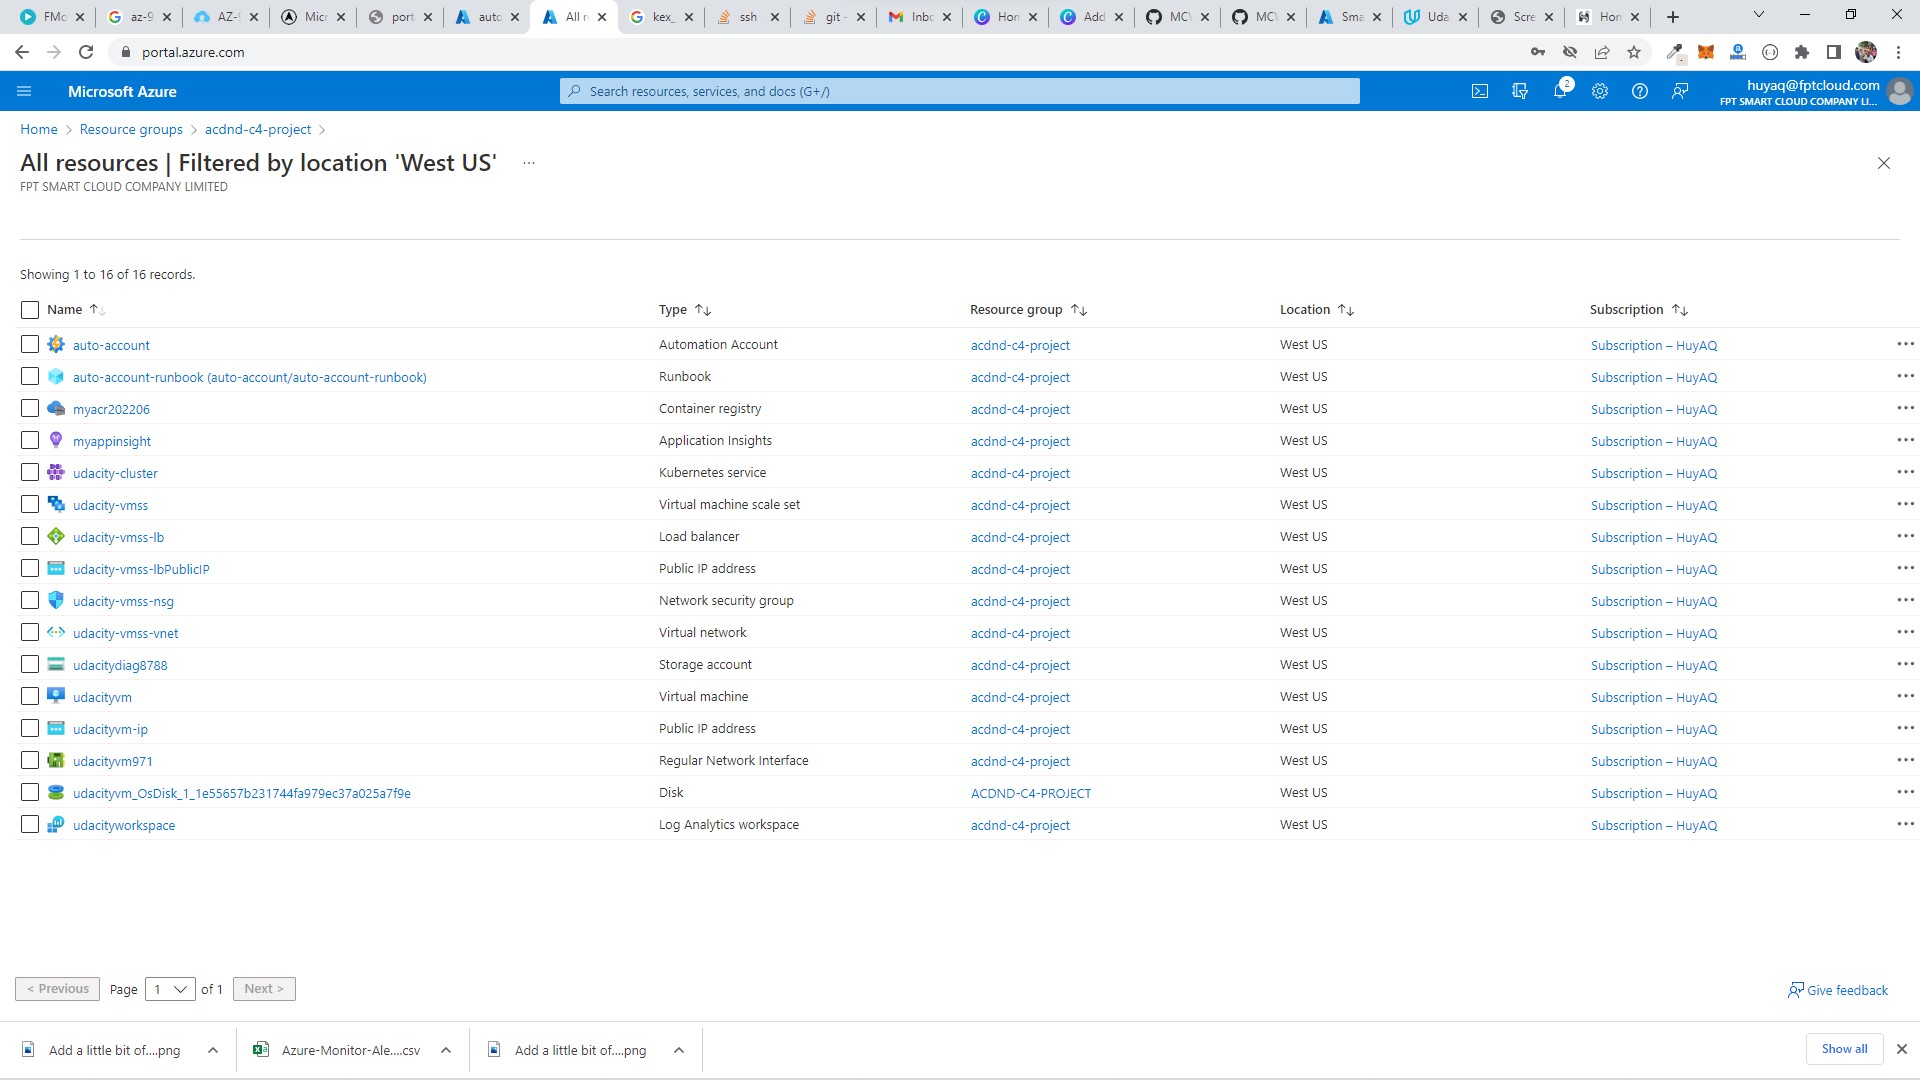 FMo az-9 AZ-9 Micr port auto All r kex_ ssh git - Inbo Hon Add MCV MCV Sma Uda Scre Hon
portal.azure.com
Microsoft Azure Search resources, services, and docs (G+/) 2 huyaq@fptcloud.com
FPT SMART CLOUD COMPANY LI...
Home > Resource groups > acdnd-c4-project >
All resources | Filtered by location 'West US' ...
FPT SMART CLOUD COMPANY LIMITED
Showing 1 to 16 of 16 records.
Name Type Resource group Location Subscription
auto-account Automation Account acdnd-c4-project West US Subscription – HuyAQ
auto-account-runbook (auto-account/auto-account-runbook) Runbook acdnd-c4-project West US Subscription – HuyAQ
myacr202206 Container registry acdnd-c4-project West US Subscription – HuyAQ
myappinsight Application Insights acdnd-c4-project West US Subscription – HuyAQ
udacity-cluster Kubernetes service acdnd-c4-project West US Subscription – HuyAQ
udacity-vmss Virtual machine scale set acdnd-c4-project West US Subscription – HuyAQ
udacity-vmss-lb Load balancer acdnd-c4-project West US Subscription – HuyAQ
udacity-vmss-lbPublicIP Public IP address acdnd-c4-project West US Subscription – HuyAQ
udacity-vmss-nsg Network security group acdnd-c4-project West US Subscription – HuyAQ
udacity-vmss-vnet Virtual network acdnd-c4-project West US Subscription – HuyAQ
udacitydiag8788 Storage account acdnd-c4-project West US Subscription – HuyAQ
udacityvm Virtual machine acdnd-c4-project West US Subscription – HuyAQ
udacityvm-ip Public IP address acdnd-c4-project West US Subscription – HuyAQ
udacityvm971 Regular Network Interface acdnd-c4-project West US Subscription – HuyAQ
udacityvm_OsDisk_1_1e55657b231744fa979ec37a025a7f9e Disk ACDND-C4-PROJECT West US Subscription – HuyAQ
udacityworkspace Log Analytics workspace acdnd-c4-project West US Subscription – HuyAQ
< Previous Page 1 of 1 Next > Give feedback
Add a little bit of....png Azure-Monitor-Ale....csv Add a little bit of....png Show all